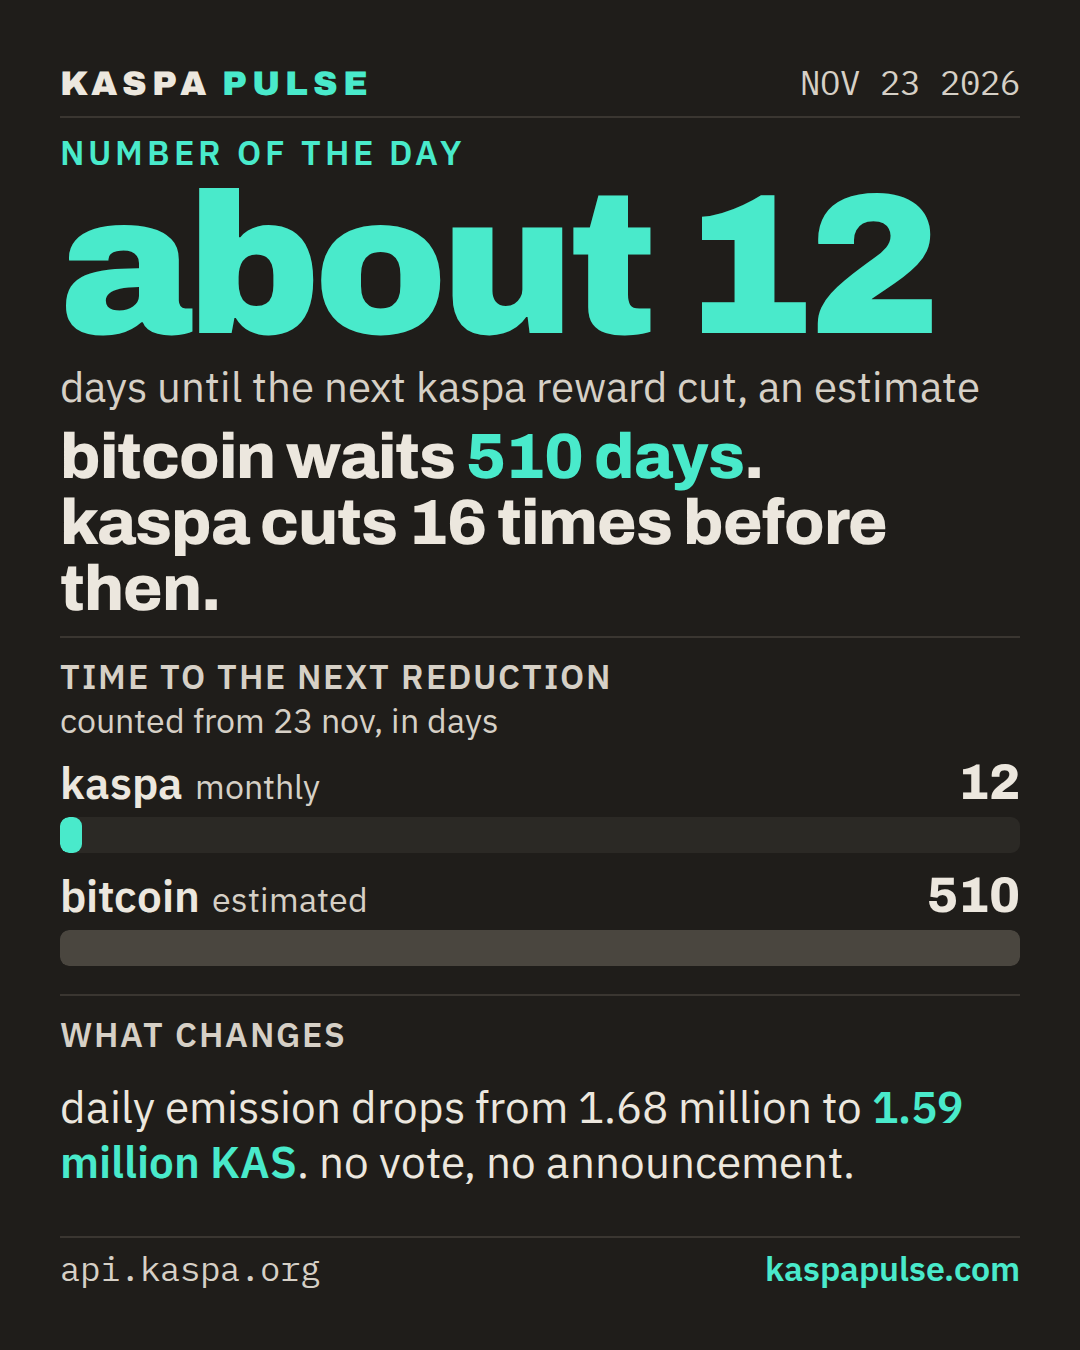 KASPA PULSE
NOV 23 2026
NUMBER OF THE DAY
about 12
days until the next kaspa reward cut, an estimate
bitcoin waits 510 days.
kaspa cuts 16 times before
then.
TIME TO THE NEXT REDUCTION
counted from 23 nov, in days
kaspa monthly
12
bitcoin estimated
510
WHAT CHANGES
daily emission drops from 1.68 million to 1.59
million KAS. no vote, no announcement.
api.kaspa.org
kaspapulse.com